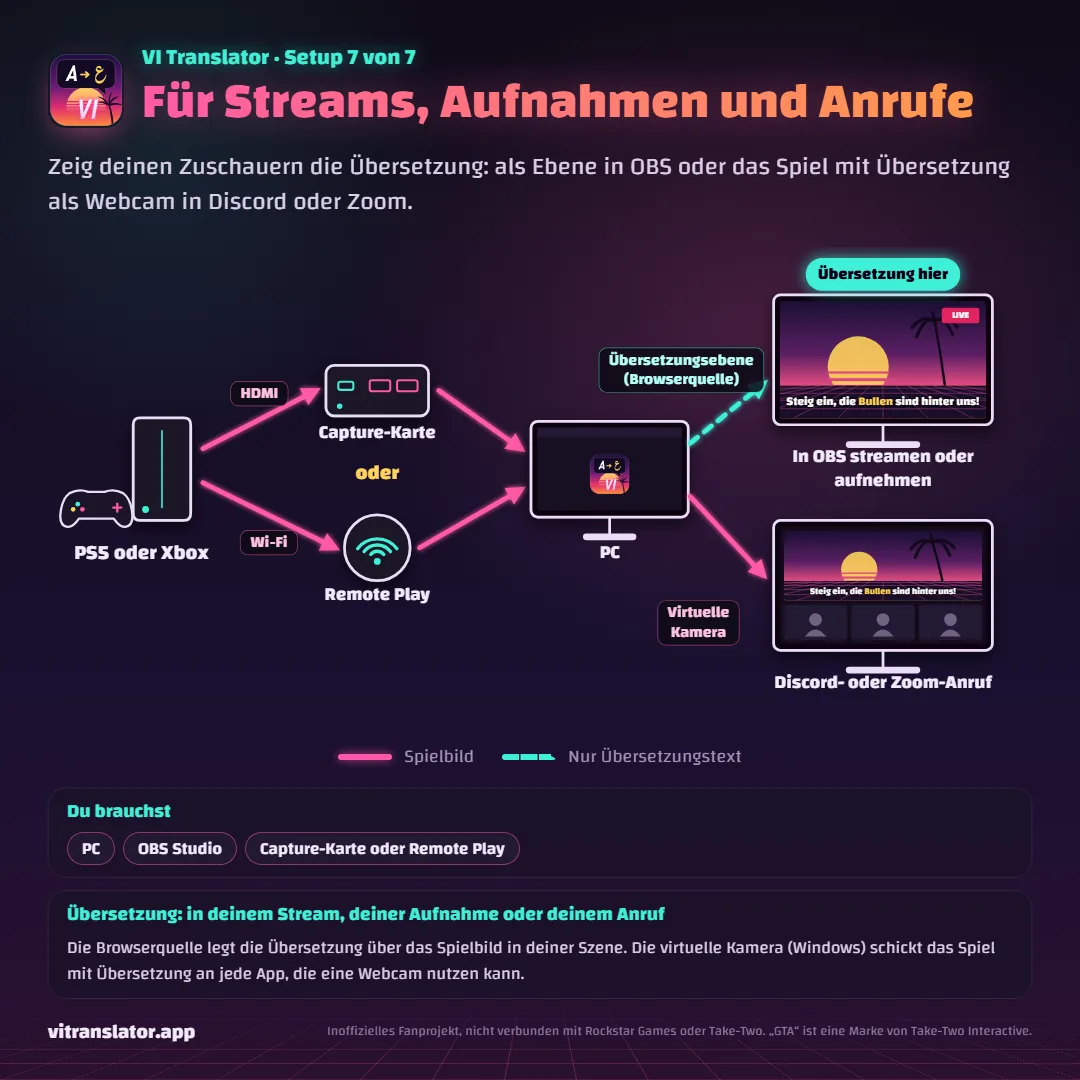 A→ع
VI
VI Translator · Setup 7 von 7
Für Streams, Aufnahmen und Anrufe
Zeig deinen Zuschauern die Übersetzung: als Ebene in OBS oder das Spiel mit Übersetzung
als Webcam in Discord oder Zoom.
Übersetzung hier
LIVE
Steig ein, die Bullen sind hinter uns!
In OBS streamen oder
aufnehmen
Übersetzungsebene
(Browserquelle)
HDMI
Capture-Karte
oder
PS5 oder Xbox
Wi-Fi
Remote Play
A→ع
VI
PC
Virtuelle
Kamera
Steig ein, die Bullen sind hinter uns!
Discord- oder Zoom-Anruf
Spielbild
Nur Übersetzungstext
Du brauchst
PC
OBS Studio
Capture-Karte oder Remote Play
Übersetzung: in deinem Stream, deiner Aufnahme oder deinem Anruf
Die Browserquelle legt die Übersetzung über das Spielbild in deiner Szene. Die virtuelle Kamera (Windows) schickt das Spiel
mit Übersetzung an jede App, die eine Webcam nutzen kann.
vitranslator.app
Inoffizielles Fanprojekt, nicht verbunden mit Rockstar Games oder Take-Two. „GTA“ ist eine Marke von Take-Two Interactive.